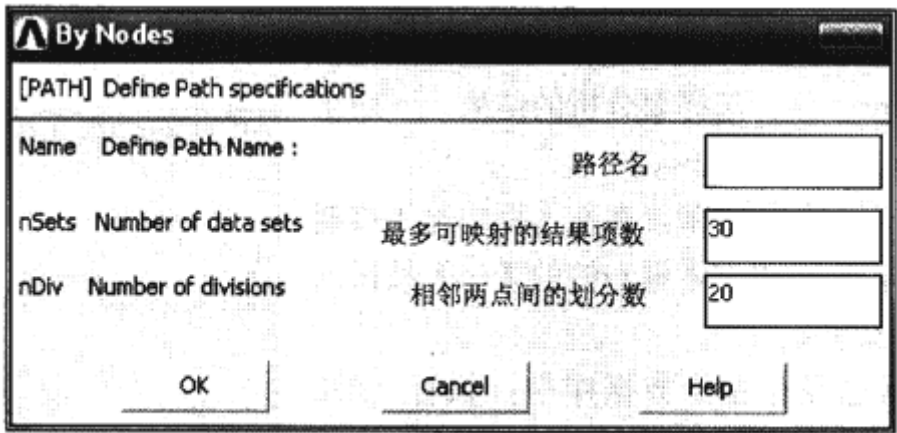 By Nodes
[PATH] Define Path specifications
Name Define Path Name : 路径名
nSets Number of data sets 最多可映射的结果项数 30
nDiv Number of divisions 相邻两点间的划分数 20
OK Cancel Help